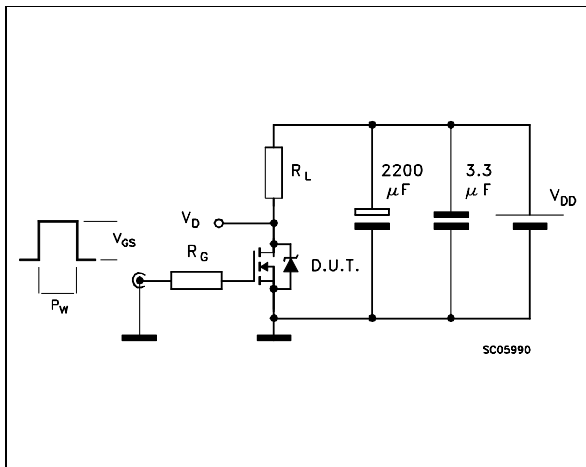 2200
μF
3.3
μF
R_L
V_DD
V_D
V_GS
R_G
D.U.T.
P_W
SC05990